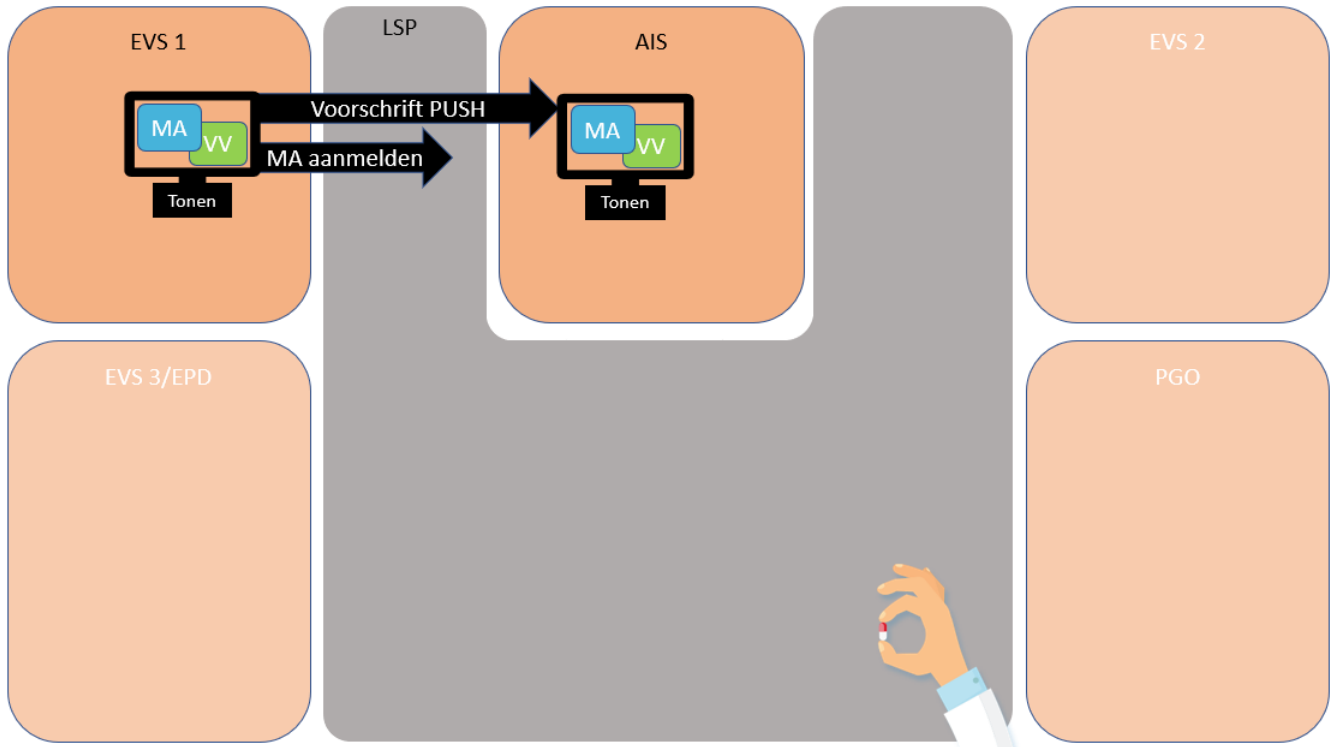 EVS 1
LSP
AIS
EVS 2
MA
VV
Tonen
Voorschrift PUSH
MA aanmelden
MA
VV
Tonen
EVS 3/EPD
PGO